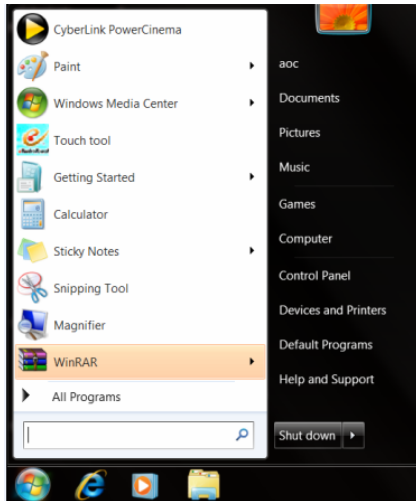 CyberLink PowerCinema
Paint
Windows Media Center
Touch tool
Getting Started
Calculator
Sticky Notes
Snipping Tool
Magnifier
WinRAR
All Programs
aoc
Documents
Pictures
Music
Games
Computer
Control Panel
Devices and Printers
Default Programs
Help and Support
Shut down